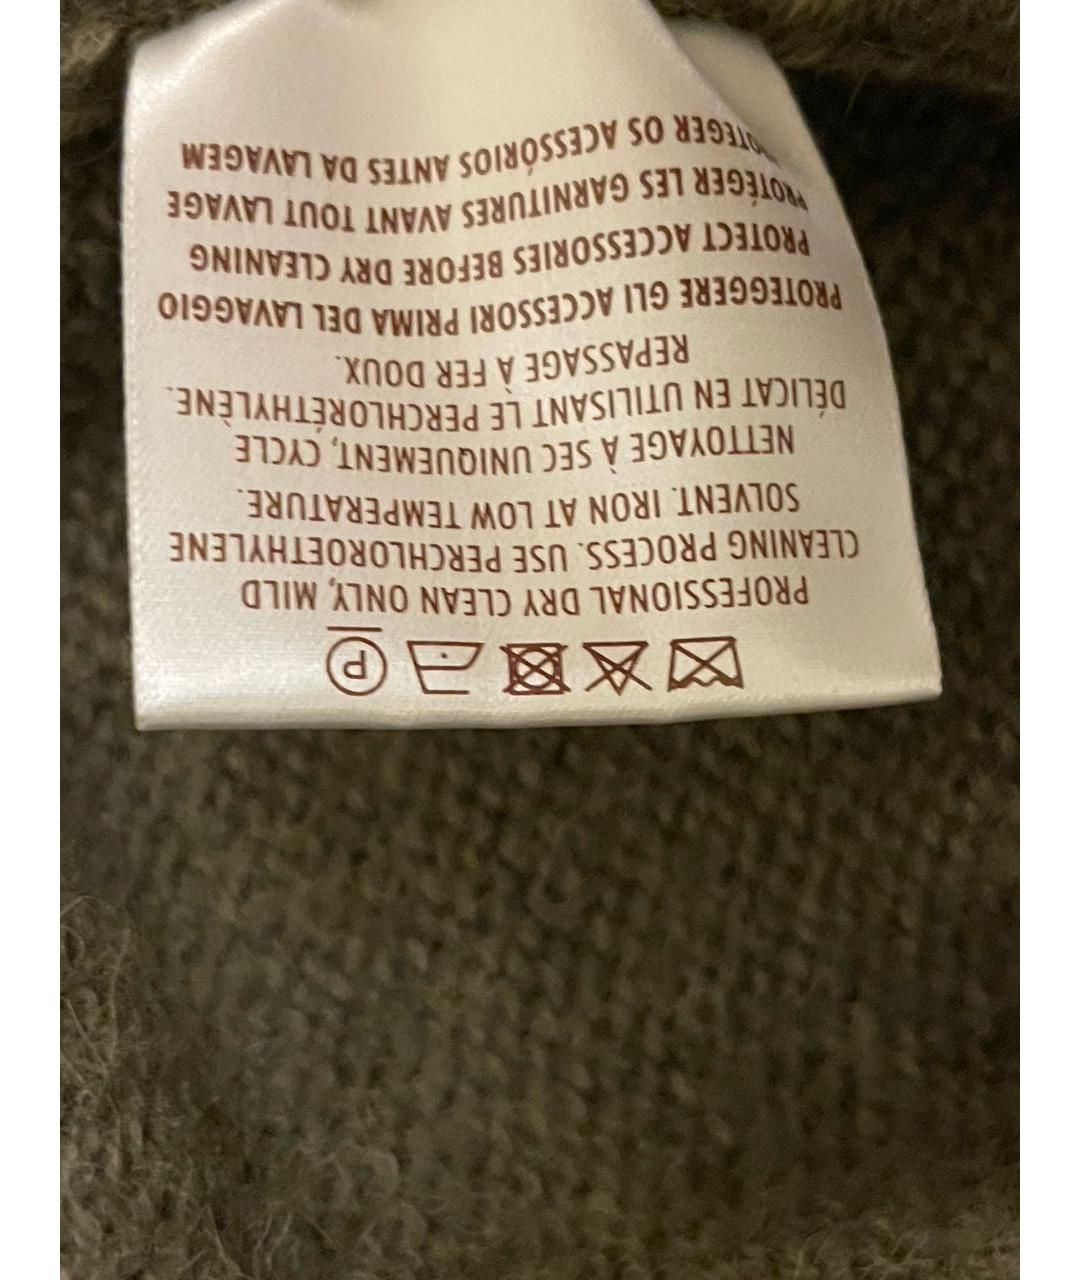 P
PROFESSIONAL DRY CLEAN ONLY, MILD
CLEANING PROCESS. USE PERCHLOROETHYLENE
SOLVENT. IRON AT LOW TEMPERATURE.
NETTOYAGE À SEC UNIQUEMENT, CYCLE
DÉLICAT EN UTILISANT LE PERCHLORÉTHYLÈNE.
REPASSAGE À FER DOUX.
PROTEGGERE GLI ACCESSORI PRIMA DEL LAVAGGIO
PROTECT ACCESSORIES BEFORE DRY CLEANING
PROTÉGER LES GARNITURES AVANT TOUT LAVAGE
OS ACESSÓRIOS ANTES DA LAVAGEM